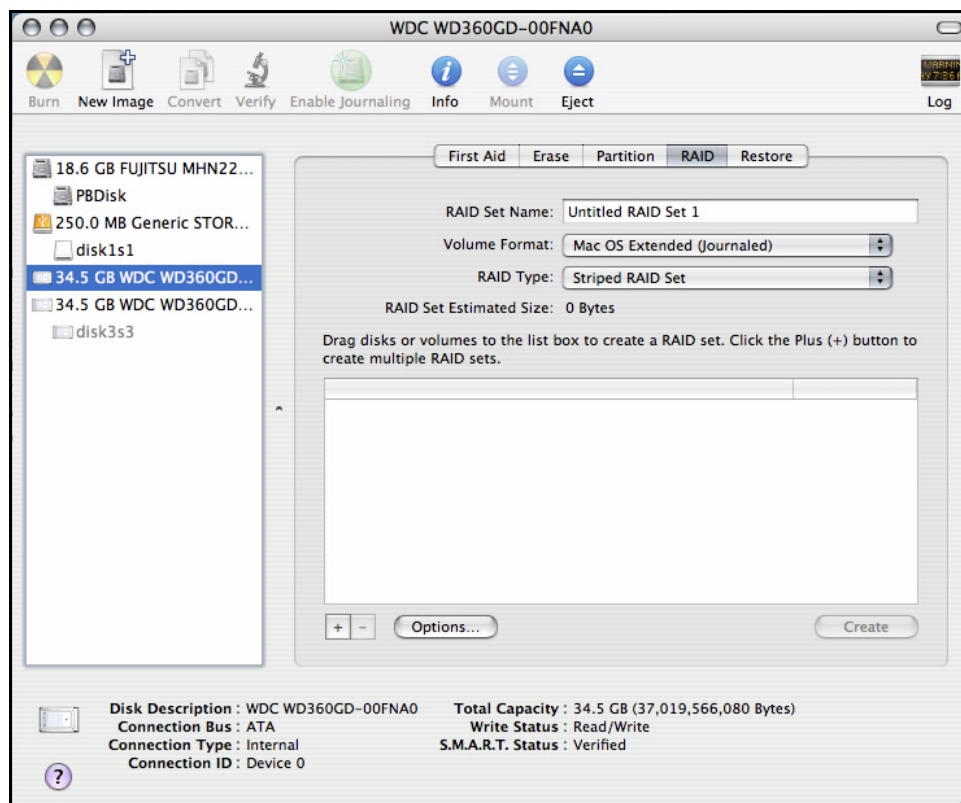 WDC WD360GD-00FNA0
Burn New Image Convert Verify Enable Journaling Info Mount Eject Log
18.6 GB FUJITSU MHN22...
PBDisk
250.0 MB Generic STOR...
disk1s1
34.5 GB WDC WD360GD...
34.5 GB WDC WD360GD...
disk3s3
First Aid Erase Partition RAID Restore
RAID Set Name: Untitled RAID Set 1
Volume Format: Mac OS Extended (Journaled)
RAID Type: Striped RAID Set
RAID Set Estimated Size: 0 Bytes
Drag disks or volumes to the list box to create a RAID set. Click the Plus (+) button to
create multiple RAID sets.
+ - Options... Create
Disk Description : WDC WD360GD-00FNA0 Total Capacity : 34.5 GB (37,019,566,080 Bytes)
Connection Bus : ATA Write Status : Read/Write
Connection Type : Internal S.M.A.R.T. Status : Verified
Connection ID : Device 0
?